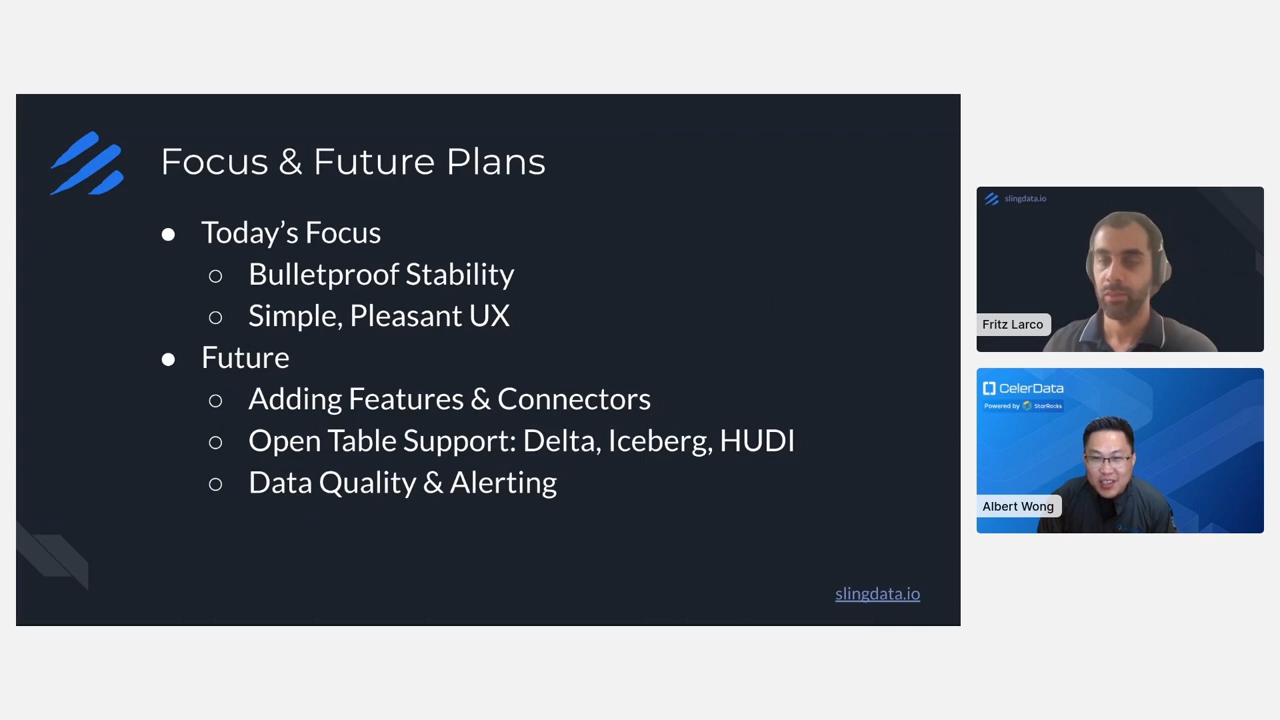 Focus & Future Plans
● Today’s Focus
○ Bulletproof Stability
○ Simple, Pleasant UX
● Future
○ Adding Features & Connectors
○ Open Table Support: Delta, Iceberg, HUDI
○ Data Quality & Alerting
slingdata.io
slingdata.io
Fritz Larco
CelerData
Powered by StarRocks
Albert Wong